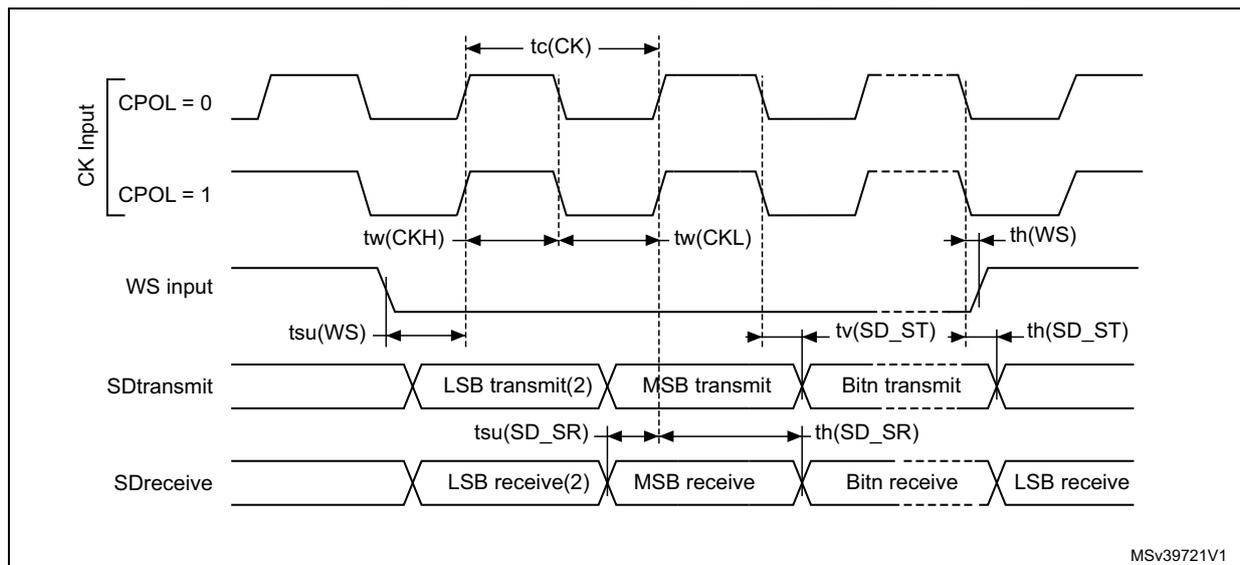 tc(CK)
CK Input
CPOL = 0
CPOL = 1
tw(CKH)
tw(CKL)
th(WS)
WS input
tsu(WS)
tv(SD_ST)
th(SD_ST)
SDtransmit
LSB transmit(2)
MSB transmit
Bitn transmit
tsu(SD_SR)
th(SD_SR)
SDreceive
LSB receive(2)
MSB receive
Bitn receive
LSB receive
MSv39721V1